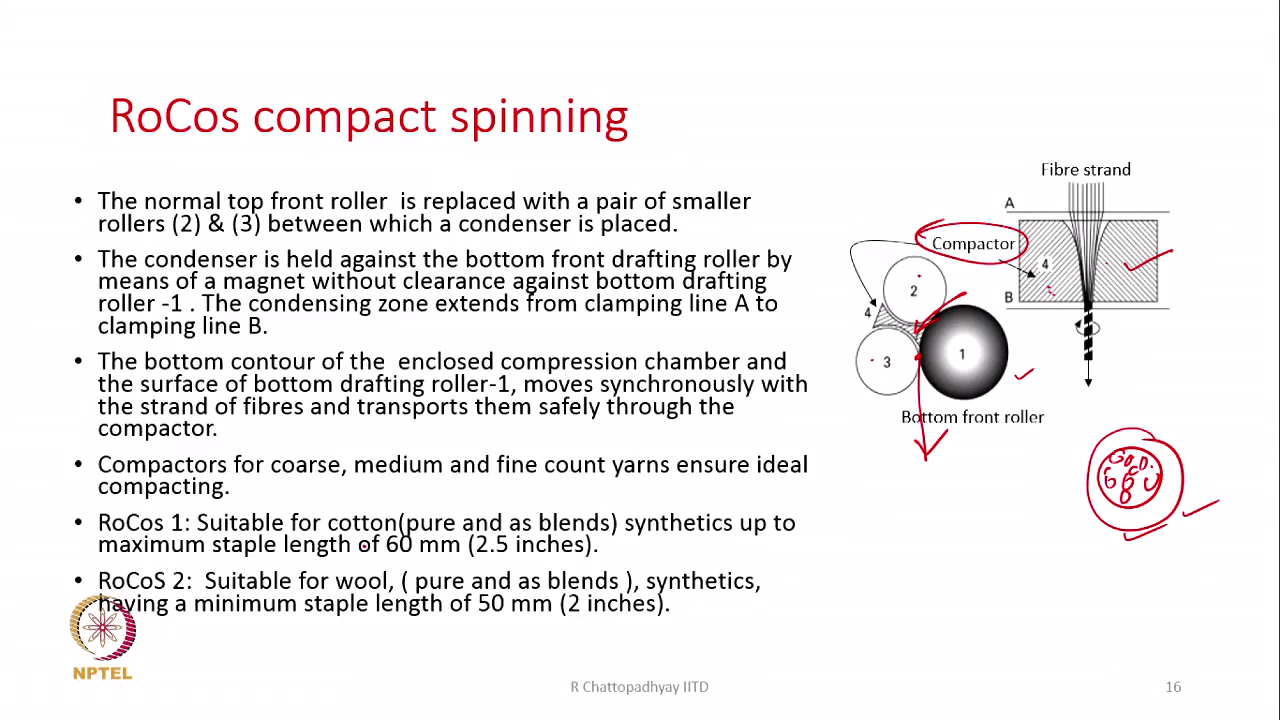 RoCos compact spinning
• The normal top front roller is replaced with a pair of smaller
rollers (2) & (3) between which a condenser is placed.
• The condenser is held against the bottom front drafting roller by
means of a magnet without clearance against bottom drafting
roller -1 . The condensing zone extends from clamping line A to
clamping line B.
• The bottom contour of the enclosed compression chamber and
the surface of bottom drafting roller-1, moves synchronously with
the strand of fibres and transports them safely through the
compactor.
• Compactors for coarse, medium and fine count yarns ensure ideal
compacting.
• RoCos 1: Suitable for cotton(pure and as blends) synthetics up to
maximum staple length of 60 mm (2.5 inches).
• RoCoS 2: Suitable for wool, ( pure and as blends ), synthetics,
having a minimum staple length of 50 mm (2 inches).
Fibre strand
A
Compactor
4
B
2
4
3
1
Bottom front roller
NPTEL
R Chattopadhyay IITD
16